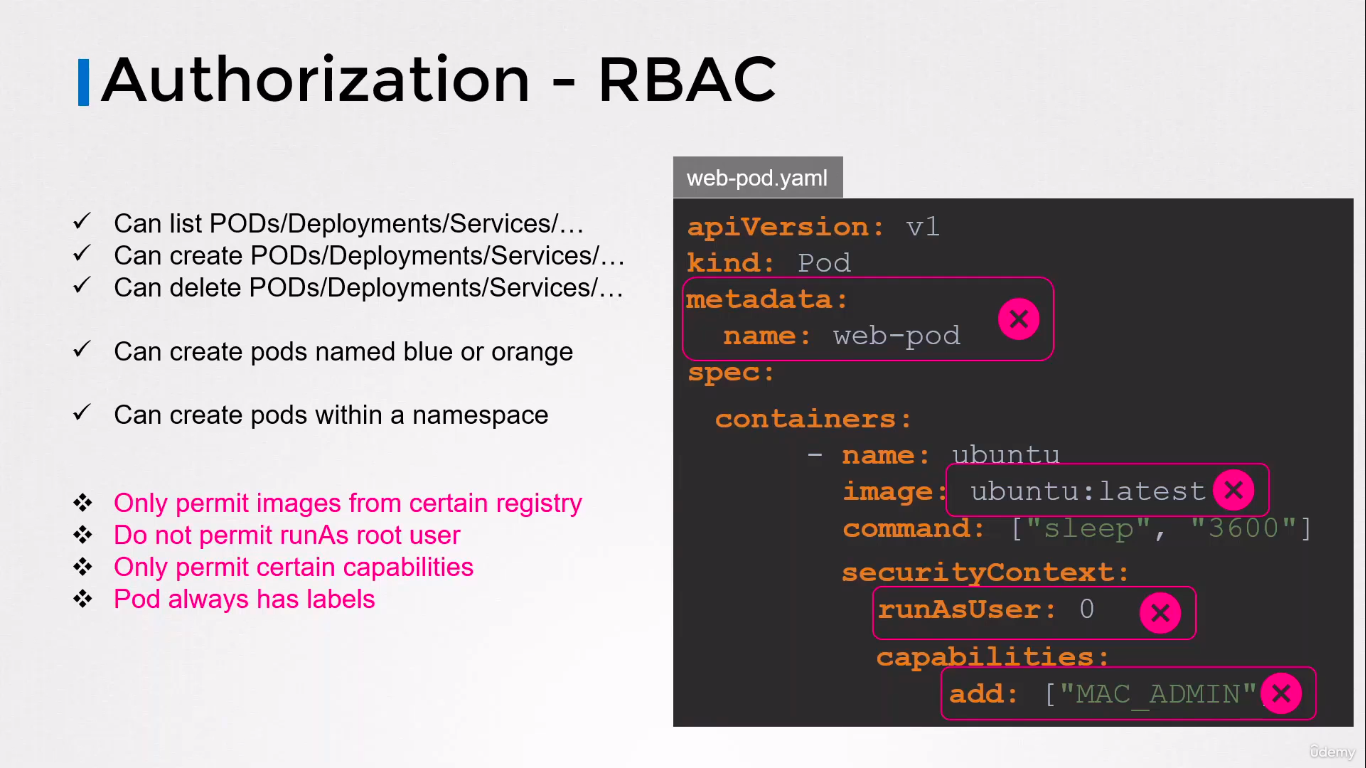 Authorization - RBAC
web-pod.yaml
Can list PODs/Deployments/Services/…
Can create PODs/Deployments/Services/…
Can delete PODs/Deployments/Services/…
Can create pods named blue or orange
Can create pods within a namespace
Only permit images from certain registry
Do not permit runAs root user
Only permit certain capabilities
Pod always has labels
apiVersion: v1
kind: Pod
metadata:
name: web-pod
spec:
containers:
- name: ubuntu
image: ubuntu:latest
command: ["sleep", "3600"]
securityContext:
runAsUser: 0
capabilities:
add: ["MAC_ADMIN"
ûdemy